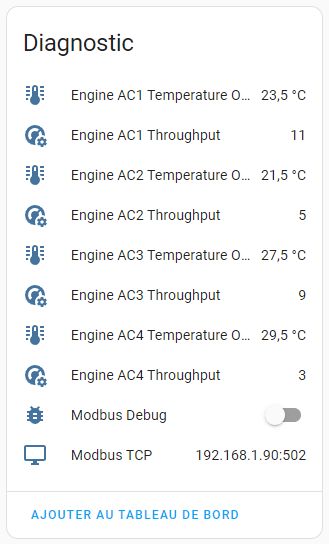 Diagnostic
Engine AC1 Temperature O... 23,5 °C
Engine AC1 Throughput 11
Engine AC2 Temperature O... 21,5 °C
Engine AC2 Throughput 5
Engine AC3 Temperature O... 27,5 °C
Engine AC3 Throughput 9
Engine AC4 Temperature O... 29,5 °C
Engine AC4 Throughput 3
Modbus Debug
Modbus TCP 192.168.1.90:502
AJOUTER AU TABLEAU DE BORD